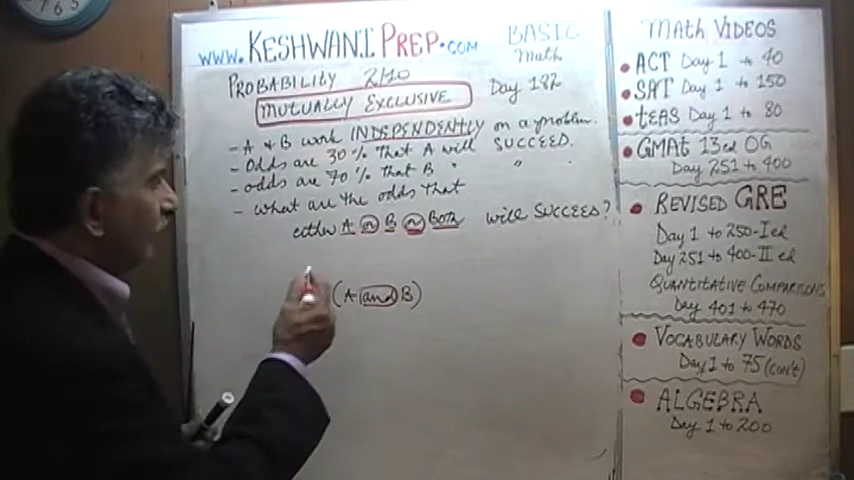 www.KESHWANIPREP.COM
BASIC
Math
PROBABILITY 2/10
Day 182
MUTUALLY EXCLUSIVE
- A & B work INDEPENDENTLY on a problem.
- Odds are 30% that A will SUCCEED.
- odds are 70% that B " " .
- what are the odds that
either A or B or BOTH will SUCCEED?
(A and B)
MATH VIDEOS
ACT Day 1 to 40
SAT Day 1 to 150
TEAS Day 1 to 80
GMAT 13ed OG
Day 251 to 400
REVISED GRE
Day 1 to 250-I ed
Day 251 to 400-II ed
QUANTITATIVE COMPARISONS
Day 401 to 470
VOCABULARY WORDS
Day 1 to 75 (con't)
ALGEBRA
Day 1 to 200